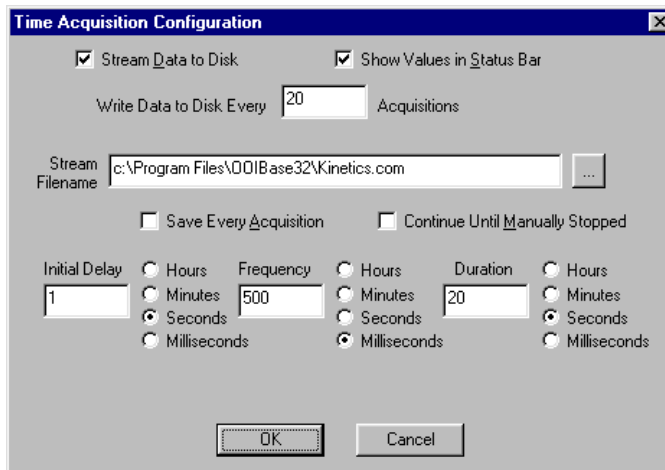 Time Acquisition Configuration
Stream Data to Disk
Show Values in Status Bar
Write Data to Disk Every 20 Acquisitions
Stream Filename c:\Program Files\OOIBase32\Kinetics.com ...
Save Every Acquisition
Continue Until Manually Stopped
Initial Delay
1
Hours
Minutes
Seconds
Milliseconds
Frequency
500
Hours
Minutes
Seconds
Milliseconds
Duration
20
Hours
Minutes
Seconds
Milliseconds
OK
Cancel